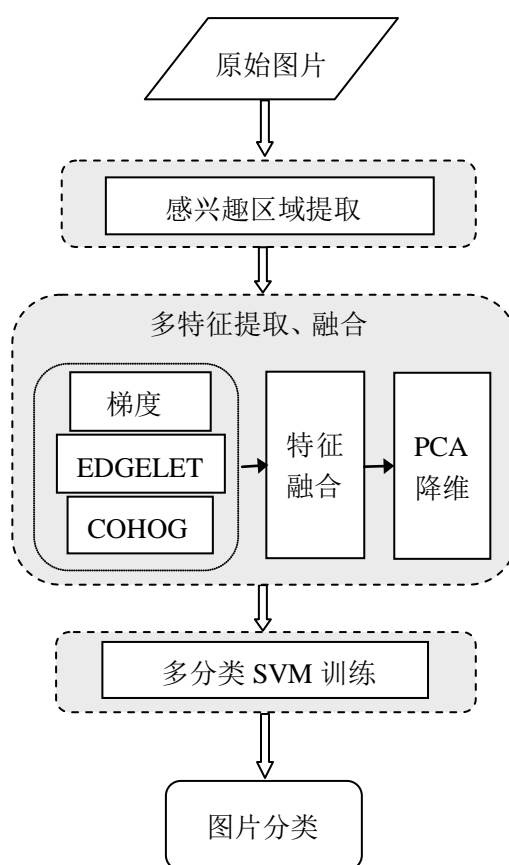 原始图片
感兴趣区域提取
多特征提取、融合
梯度
EDGELET
COHOG
特征
融合
PCA
降维
多分类 SVM 训练
图片分类